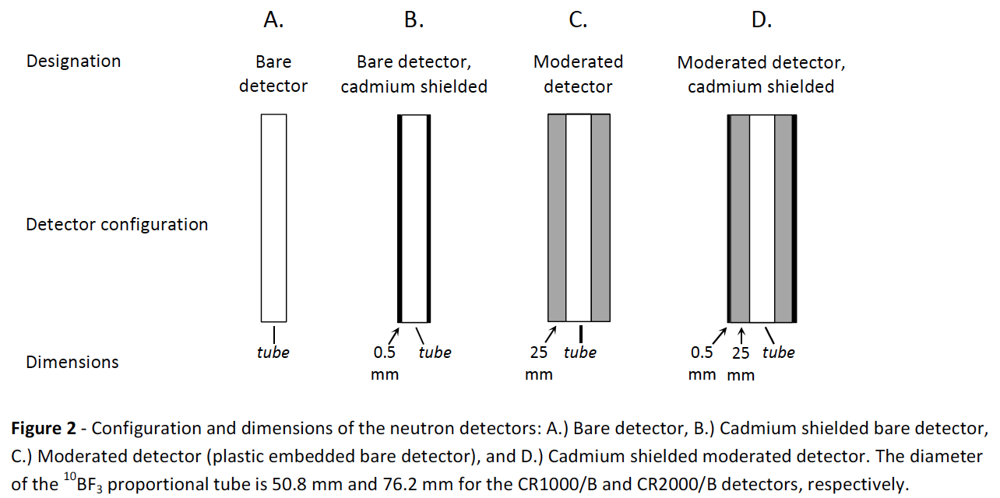 A. B. C. D.
Designation Bare Bare detector, Moderated Moderated detector,
detector cadmium shielded detector cadmium shielded
Detector configuration
tube 0.5 tube 25 tube 0.5 25 tube
Dimensions
mm mm mm mm
Figure 2 - Configuration and dimensions of the neutron detectors: A.) Bare detector, B.) Cadmium shielded bare detector,
C.) Moderated detector (plastic embedded bare detector), and D.) Cadmium shielded moderated detector. The diameter
of the ¹⁰BF₃ proportional tube is 50.8 mm and 76.2 mm for the CR1000/B and CR2000/B detectors, respectively.